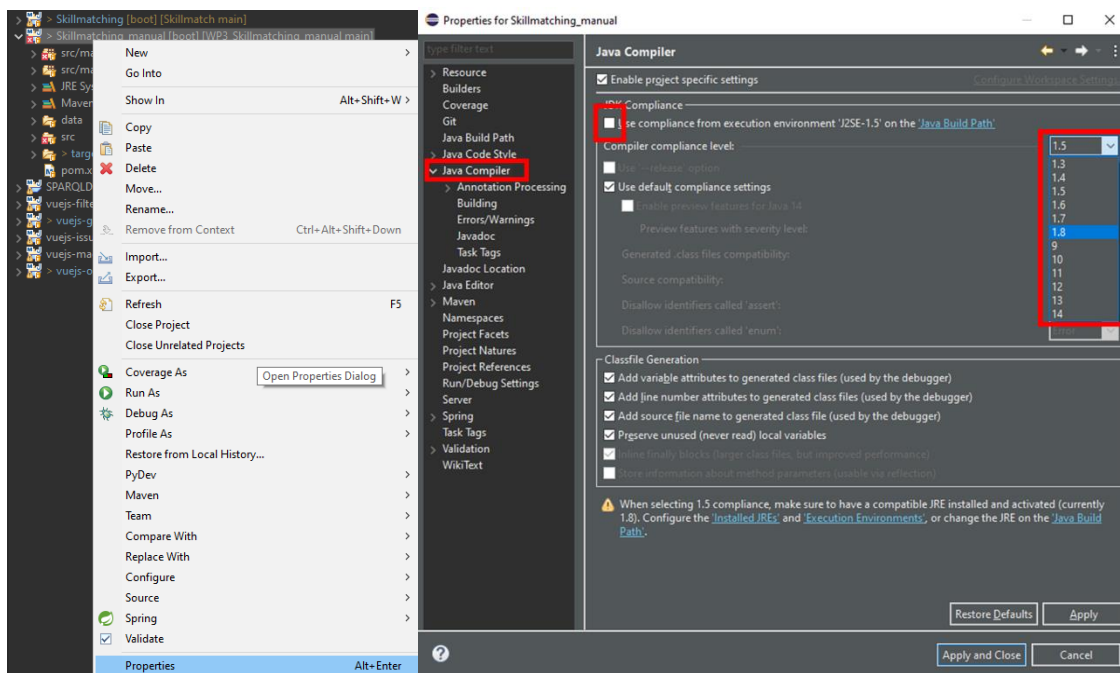 > Skillmatching [boot] [Skillmatch main]
> Skillmatching_manual [boot] [WP3_Skillmatching_manual main]
src/ma
src/ma
JRE Sy
Maven
data
src
> targ
pom.x
SPARQLD
vuejs-filte
> vuejs-g
vuejs-issu
vuejs-ma
> vuejs-o
New
Go Into
Show In Alt+Shift+W >
Copy
Paste
Delete
Move...
Rename...
Remove from Context Ctrl+Alt+Shift+Down
Import...
Export...
Refresh F5
Close Project
Close Unrelated Projects
Coverage As
Open Properties Dialog
Run As
Debug As
Profile As
Restore from Local History...
PyDev
Maven
Team
Compare With
Replace With
Configure
Source
Spring
Validate
Properties Alt+Enter
Properties for Skillmatching_manual
type filter text
Resource
Builders
Coverage
Git
Java Build Path
Java Code Style
Java Compiler
Annotation Processing
Building
Errors/Warnings
Javadoc
Task Tags
Javadoc Location
Java Editor
Maven
Namespaces
Project Facets
Project Natures
Project References
Run/Debug Settings
Server
Spring
Task Tags
Validation
WikiText
Java Compiler
Enable project specific settings Configure Workspace Settings
JDK Compliance
Use compliance from execution environment 'J2SE-1.5' on the 'Java Build Path'
Compiler compliance level: 1.5
1.3
1.4
1.5
1.6
1.7
1.8
9
10
11
12
13
14
Use '--release' option
Use default compliance settings
Enable preview features for Java 14
Preview features with severity level:
Generated .class files compatibility:
Source compatibility:
Disallow identifiers called 'assert':
Disallow identifiers called 'enum': Error
Classfile Generation
Add variable attributes to generated class files (used by the debugger)
Add line number attributes to generated class files (used by the debugger)
Add source file name to generated class file (used by the debugger)
Preserve unused (never read) local variables
Inline finally blocks (larger class files, but improved performance)
Store information about method parameters (usable via reflection)
When selecting 1.5 compliance, make sure to have a compatible JRE installed and activated (currently
1.8). Configure the 'Installed JREs' and 'Execution Environments', or change the JRE on the 'Java Build
Path'.
Restore Defaults Apply
Apply and Close Cancel